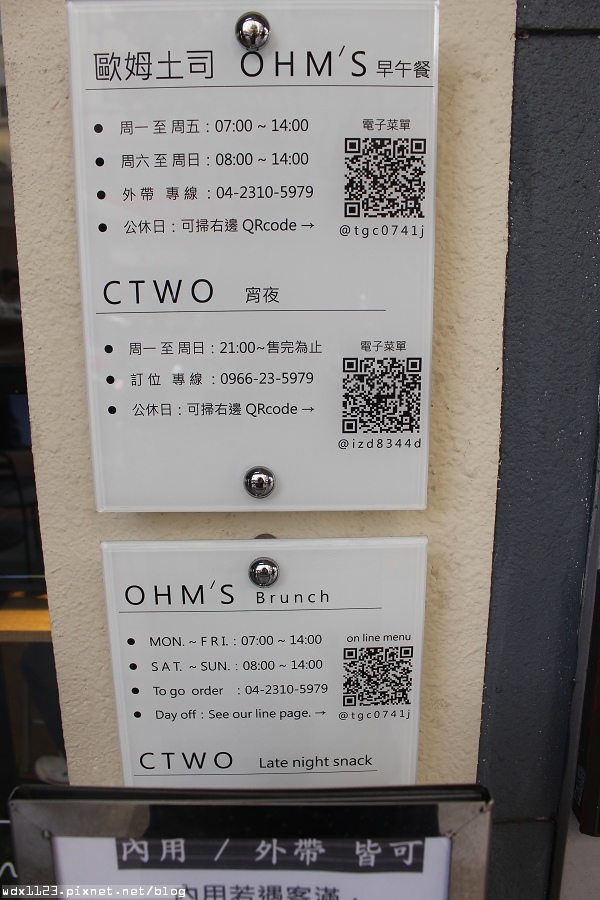 歐姆土司 OHM'S 早午餐
周一 至 周五：07:00 ~ 14:00
周六 至 周日：08:00 ~ 14:00
外帶 專線：04-2310-5979
公休日：可掃右邊 QRcode →
電子菜單
@tgc0741j
CTWO 宵夜
周一 至 周日：21:00~售完為止
訂位 專線：0966-23-5979
公休日：可掃右邊 QRcode →
電子菜單
@izd8344d
OHM'S Brunch
MON. ~ FRI. : 07:00 ~ 14:00
SAT. ~ SUN. : 08:00 ~ 14:00
To go order : 04-2310-5979
Day off : See our line page. →
on line menu
@tgc0741j
CTWO Late night snack
內用 / 外帶 皆可
內用若遇客滿，
wdx1123.pixnet.net/blog